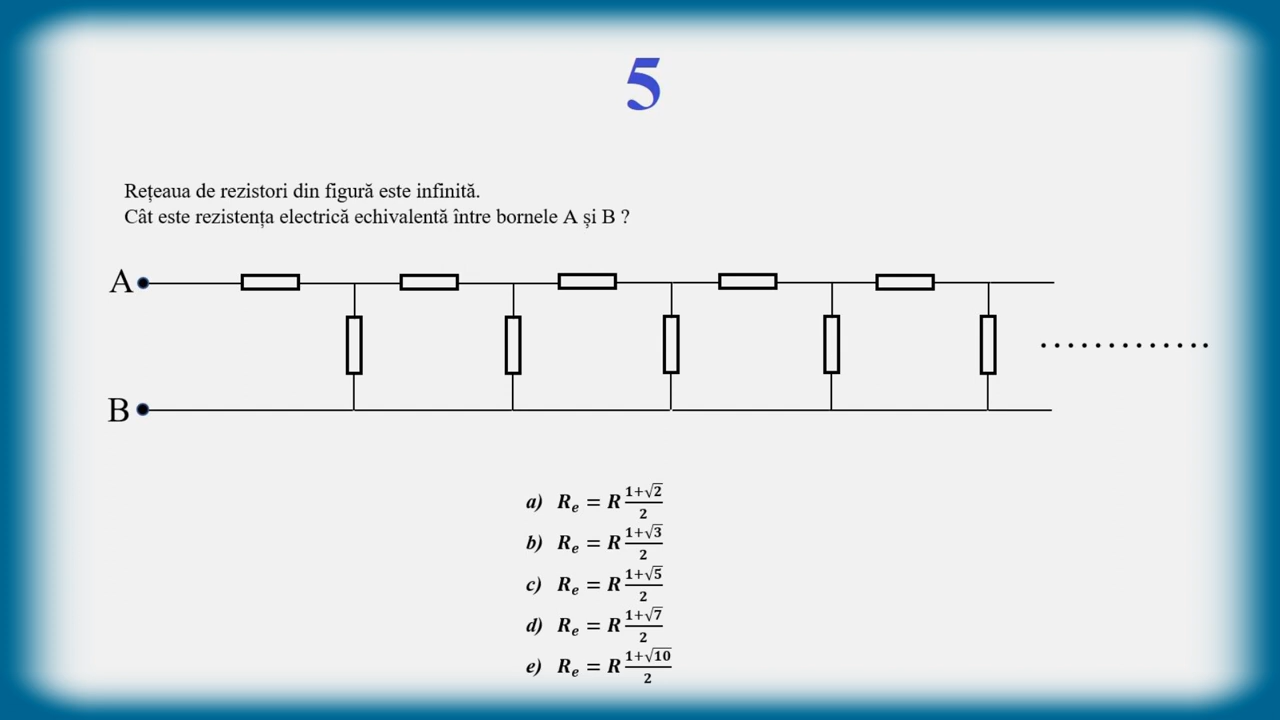 5
Rețeaua de rezistori din figură este infinită.
Cât este rezistența electrică echivalentă între bornele A și B ?
A
B
a) Rₑ = R (1+√2)/2
b) Rₑ = R (1+√3)/2
c) Rₑ = R (1+√5)/2
d) Rₑ = R (1+√7)/2
e) Rₑ = R (1+√10)/2